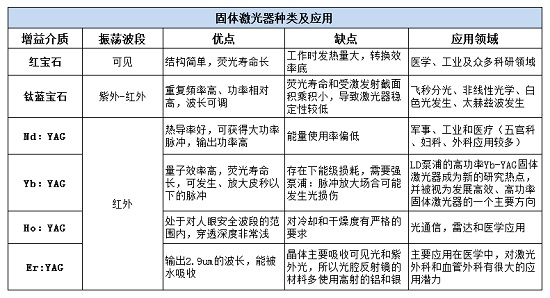 固体激光器种类及应用
增益介质 振荡波段 优点 缺点 应用领域
红宝石 可见 结构简单，荧光寿命长 工作时发热量大，转换效
率底 医学、工业及众多科研领域
钛蓝宝石 紫外-红外 重复频率高、功率相对
高，波长可调 荧光寿命和受激发射截面
积乘积小，导致激光器稳
定性较低 飞秒分光、非线性光学、白
色光发生、太赫兹波发生
Nd: YAG 红外 热导率好，可获得大功率
脉冲，输出功率高 能量使用率偏低 军事、工业和医疗（五官科
、妇科、外科应用较多）
Yb: YAG 量子效率高，荧光寿命
长，可发生、放大皮秒以
下的脉冲 存在下能级损耗，需要强
泵浦；脉冲放大场合可能
发生光损伤 LD泵浦的高功率Yb-YAG固体
激光器成为新的研究热点，
并被视为发展高效、高功率
固体激光器的一个主要方向
Ho: YAG 处于对人眼安全波段的范
围内，穿透深度非常浅 对冷却和干燥度有严格的
要求 光通信，雷达和医学应用
Er:YAG 输出2.9um的波长，能被
水吸收 晶体主要吸收可见光和紫
外光，所以光腔反射镜的
材料多使用高射的铝和银 主要应用在医学中，对激光
外科和血管外科有很大的应
用潜力